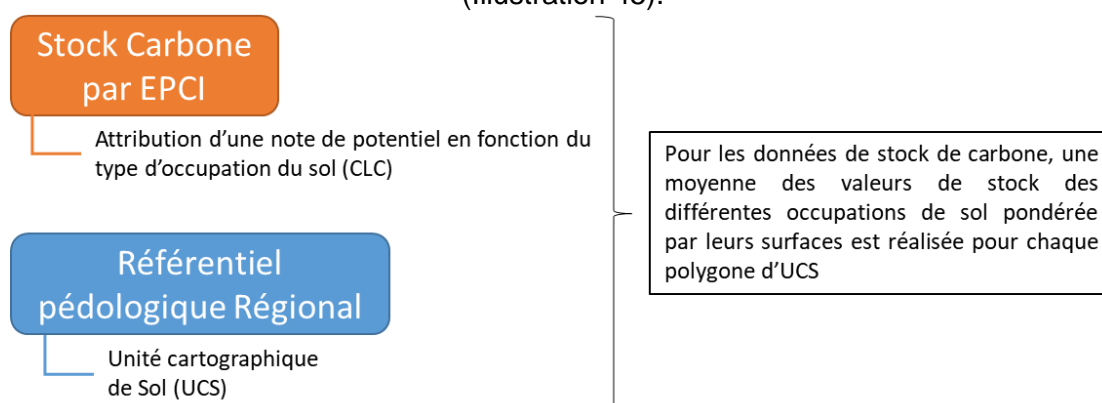 (Illustration 48).
Stock Carbone
par EPCI
Attribution d’une note de potentiel en fonction du
type d’occupation du sol (CLC)
Référentiel
pédologique Régional
Unité cartographique
de Sol (UCS)
Pour les données de stock de carbone, une
moyenne des valeurs de stock des
différentes occupations de sol pondérée
par leurs surfaces est réalisée pour chaque
polygone d’UCS